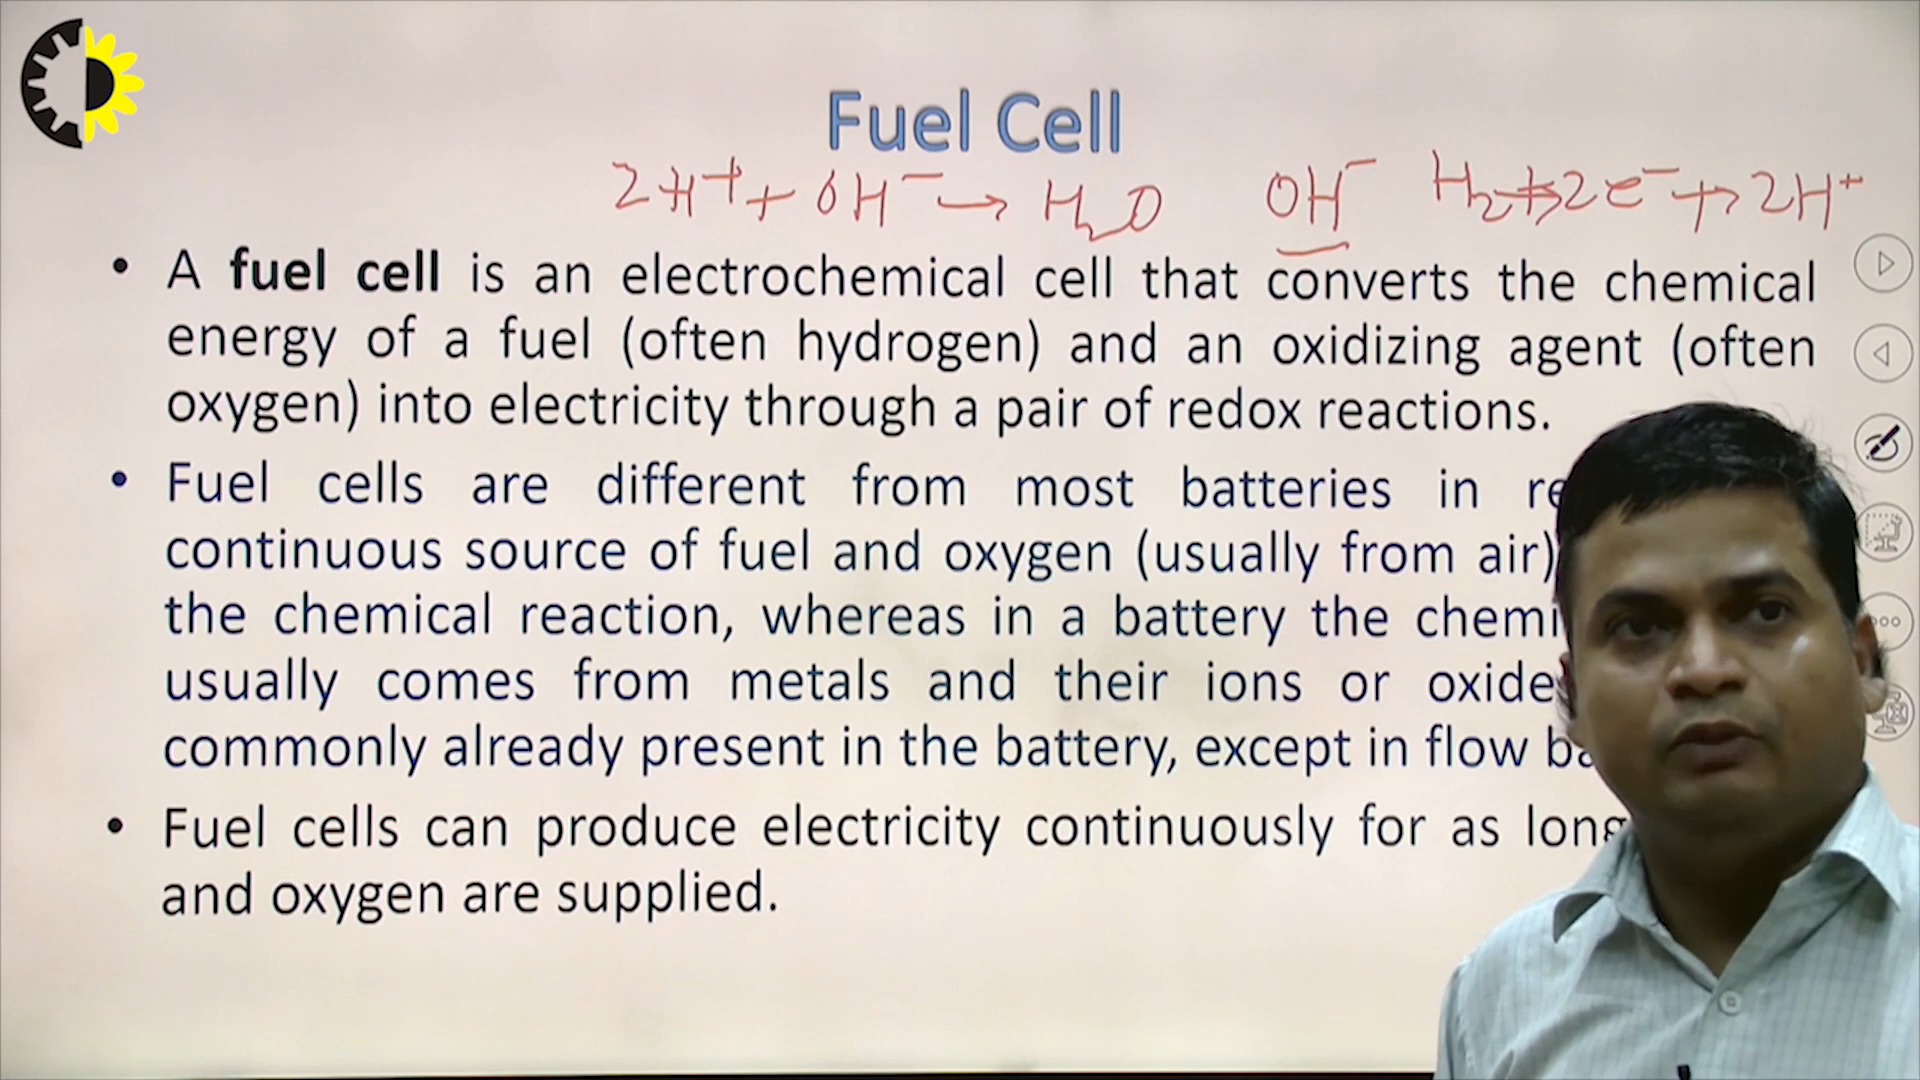 Fuel Cell
2H⁺ + OH⁻ → H₂O OH⁻ H₂ → 2e⁻ + 2H⁺
• A fuel cell is an electrochemical cell that converts the chemical
energy of a fuel (often hydrogen) and an oxidizing agent (often
oxygen) into electricity through a pair of redox reactions.
• Fuel cells are different from most batteries in
continuous source of fuel and oxygen (usually from air)
the chemical reaction, whereas in a battery the
usually comes from metals and their ions or
commonly already present in the battery, except in flow
• Fuel cells can produce electricity continuously for as long
and oxygen are supplied.